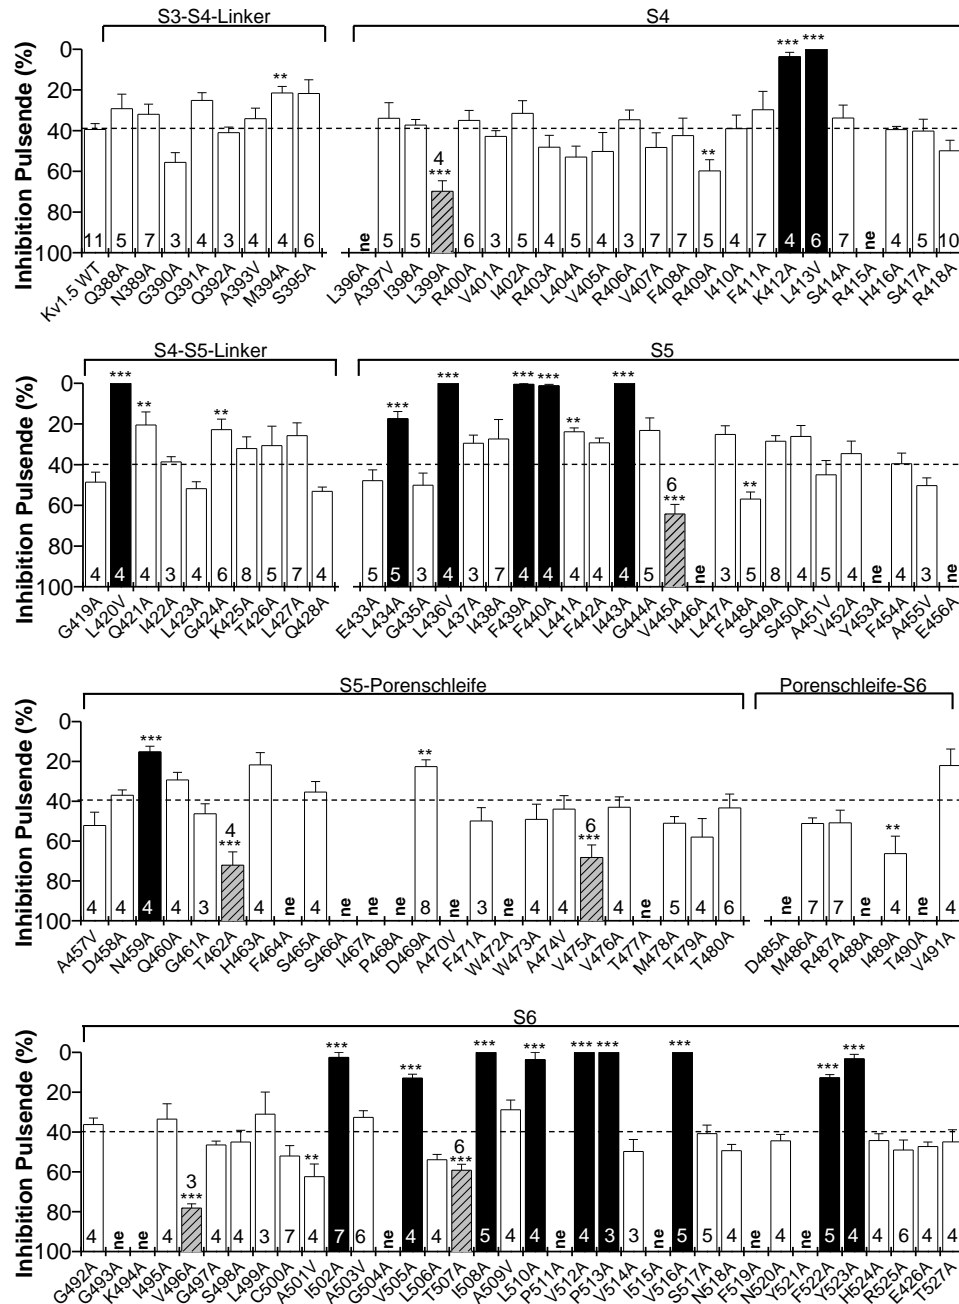 S3-S4-Linker S4
Inhibition Pulsende (%)
0
20
40
60
80
100
** *** ** *** ***
4
11 5 7 3 4 3 4 4 6 ne 5 5 6 3 5 4 5 4 3 7 7 5 4 7 4 6 7 ne 4 5 10
Kv1.5 WT Q388A N389A G390A Q391A Q392A A393V M394A S395A L396A A397V I398A L399A R400A V401A I402A R403A L404A V405A R406A V407A F408A R409A I410A F411A K412A L413V S414A R415A H416A S417A R418A
S4-S5-Linker S5
Inhibition Pulsende (%)
0
20
40
60
80
100
*** ** ** *** *** *** *** ** *** *** **
6
4 4 4 3 4 6 8 5 7 4 5 5 3 4 3 7 4 4 4 4 4 5 ne 3 5 8 4 5 4 ne 4 3 ne
G419A L420V Q421A I422A L423A G424A K425A T426A L427A Q428A E433A L434A G435A L436V L437A I438A F439A F440A L441A F442A I443A G444A V445A I446A L447A F448A S449A S450A A451V V452A Y453A F454A A455V E456A
S5-Porenschleife Porenschleife-S6
Inhibition Pulsende (%)
0
20
40
60
80
100
*** *** ** *** **
4 6
4 4 4 4 3 4 ne 4 ne ne ne 8 ne 3 ne 4 4 4 ne 5 4 6 ne 7 7 ne 4 ne 4
A457V D458A N459A Q460A G461A T462A H463A F464A S465A S466A I467A P468A D469A A470V F471A W472A W473A A474V V475A V476A T477A M478A T479A T480A D485A M486A R487A P488A I489A T490A V491A
S6
Inhibition Pulsende (%)
0
20
40
60
80
100
*** ** *** *** *** *** *** *** *** *** *** ***
3 6
4 ne ne 4 4 4 3 7 4 7 6 ne 4 4 5 4 4 ne 4 3 3 ne 5 5 4 ne 4 ne 5 4 4 6 4 4
G492A G493A K494A I495A V496A G497A S498A L499A C500A A501V I502A A503V G504A V505A L506A T507A I508A A509V L510A P511A V512A P513A V514A I515A V516A S517A N518A F519A N520A Y521A F522A Y523A H524A R525A E426A T527A